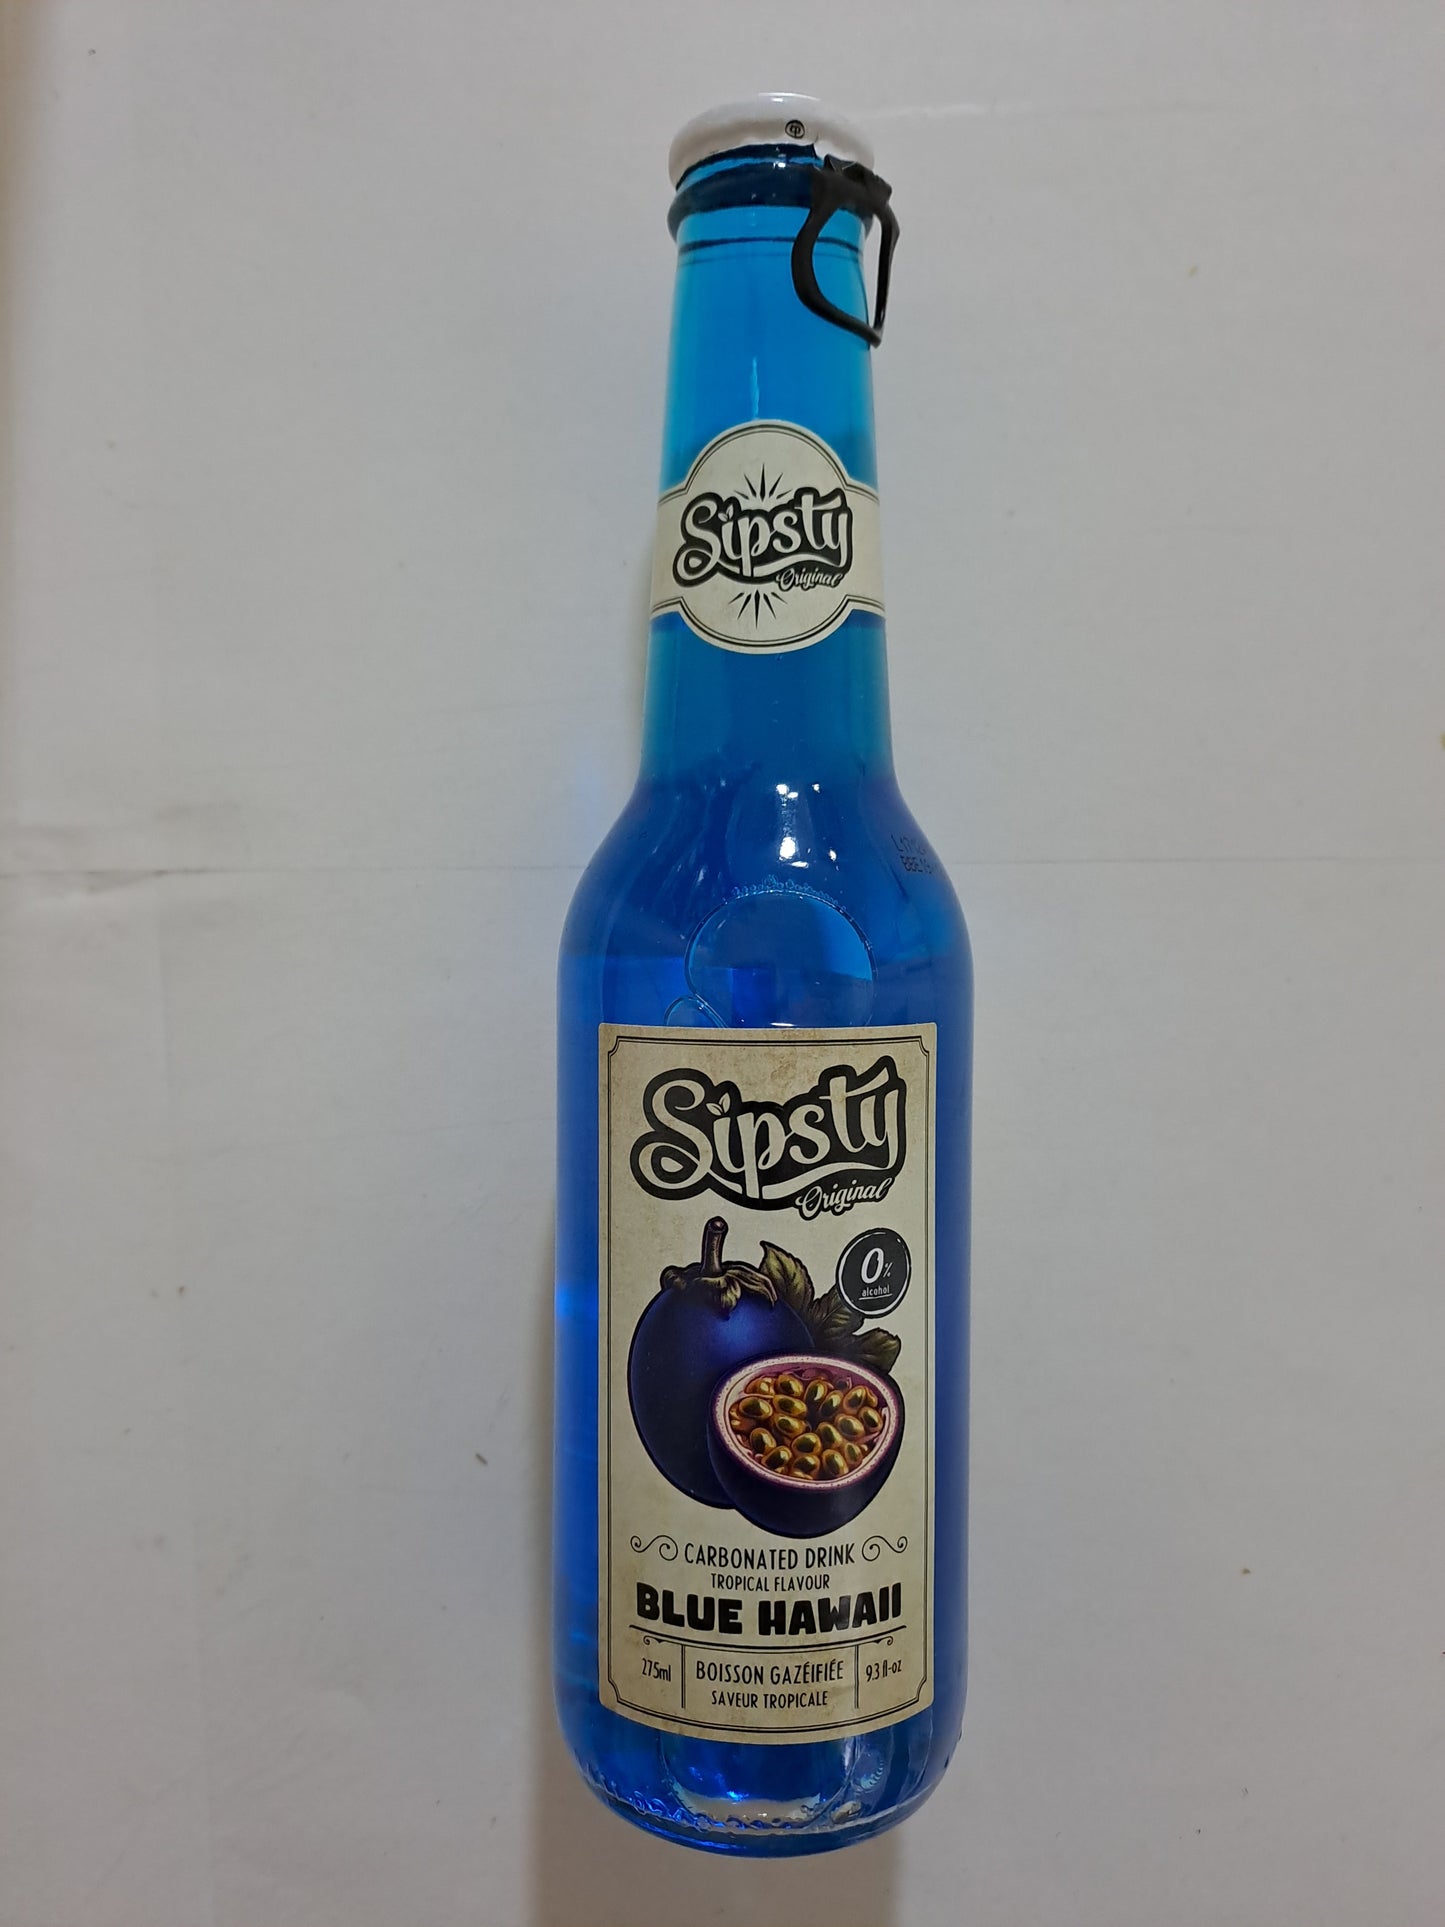 Sipsty
Original
Sipsty
Original
0%
alcohol
CARBONATED DRINK
TROPICAL FLAVOUR
BLUE HAWAII
275ml
BOISSON GAZÉIFIÉE
SAVEUR TROPICALE
9.3 fl-oz